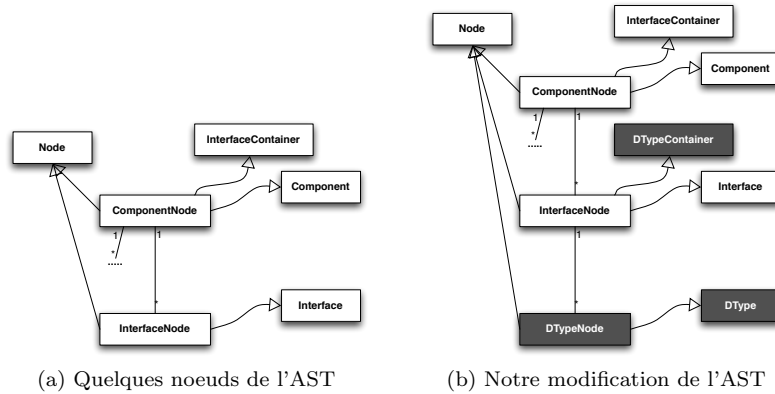 Node
InterfaceContainer
Component
ComponentNode
1
*
.....
1
*
InterfaceNode
Interface
(a) Quelques noeuds de l'AST
Node
InterfaceContainer
Component
ComponentNode
1
*
.....
1
*
DTypeContainer
Interface
InterfaceNode
1
*
DTypeNode
DType
(b) Notre modification de l'AST